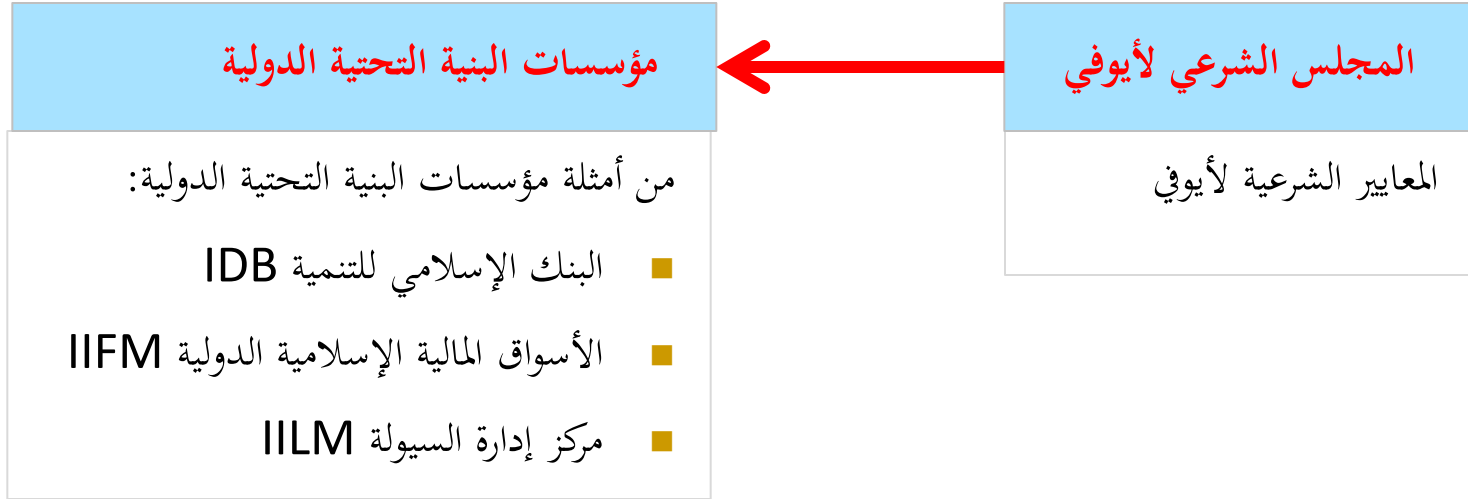 المجلس الشرعي لأيوفي
المعايير الشرعية لأيوفي
مؤسسات البنية التحتية الدولية
من أمثلة مؤسسات البنية التحتية الدولية:
البنك الإسلامي للتنمية IDB
الأسواق المالية الإسلامية الدولية IIFM
مركز إدارة السيولة IILM